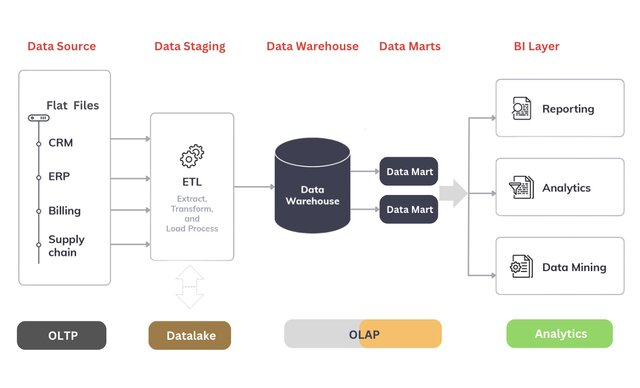 Data Source
Data Staging
Data Warehouse
Data Marts
BI Layer
Flat Files
CRM
ERP
Billing
Supply
chain
ETL
Extract,
Transform,
and
Load Process
Data
Warehouse
Data Mart
Data Mart
Reporting
Analytics
Data Mining
OLTP
Datalake
OLAP
Analytics